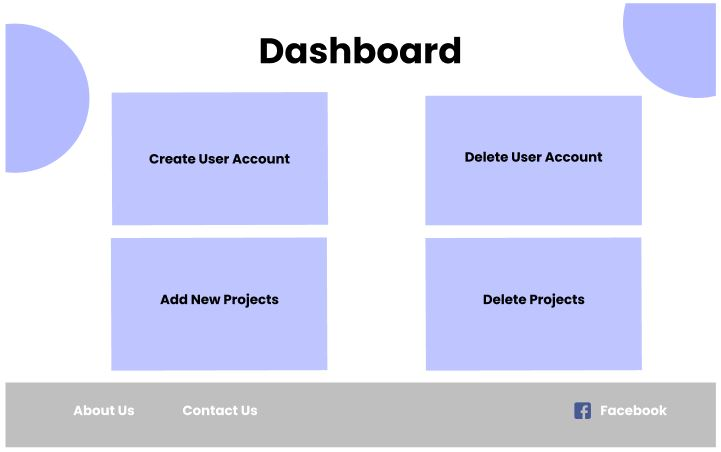 Dashboard
Create User Account
Delete User Account
Add New Projects
Delete Projects
About Us
Contact Us
Facebook